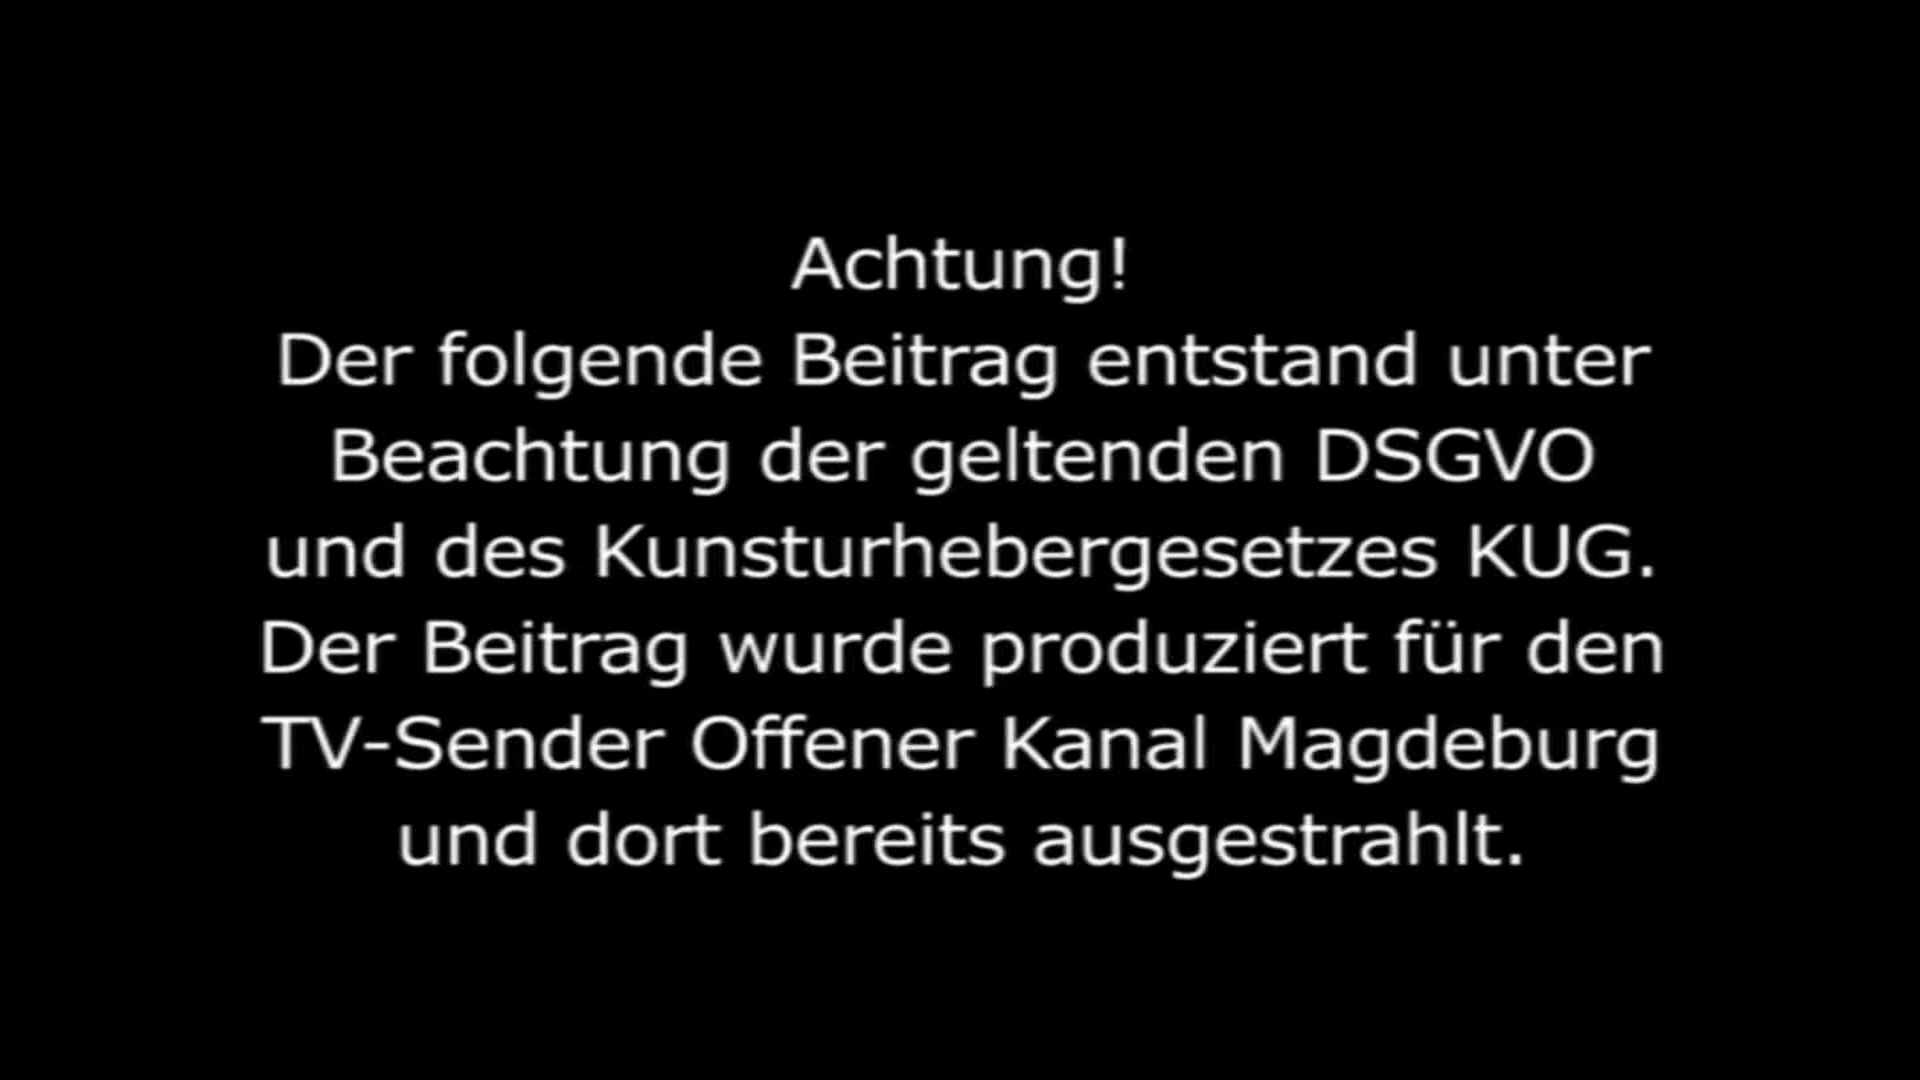 Achtung!
Der folgende Beitrag entstand unter
Beachtung der geltenden DSGVO
und des Kunsturhebergesetzes KUG.
Der Beitrag wurde produziert für den
TV-Sender Offener Kanal Magdeburg
und dort bereits ausgestrahlt.